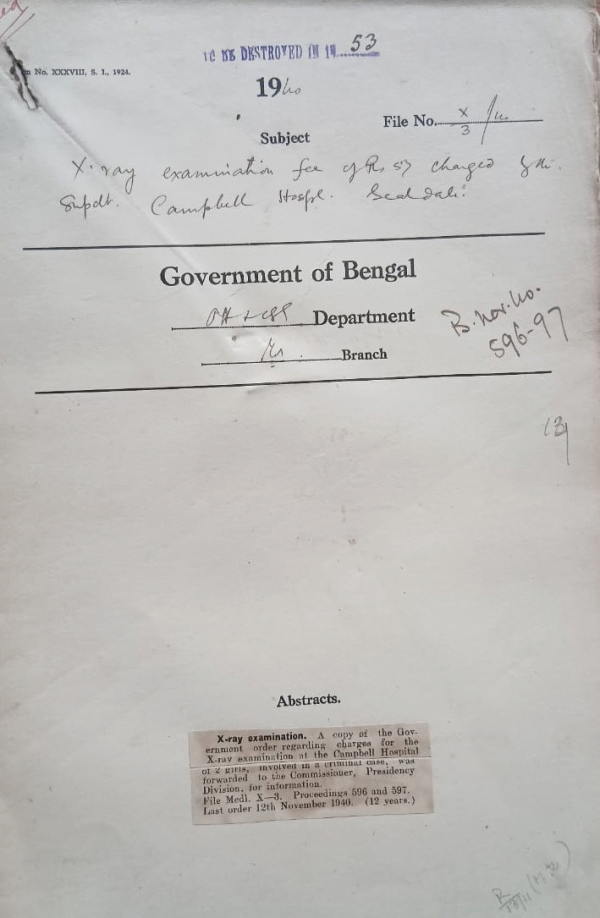 TO BE DESTROYED IN 19 53
No. XXXVIII, S. I., 1924.
1940
File No. X/3
Subject
X-ray examination fee of Rs charged by the
Supdt. Campbell Hospl. Sealdah.
Government of Bengal
Department
Branch
B. Nov. 40.
596-97
Abstracts.
X-ray examination. A copy of the Gov-
ernment order regarding charges for the
X-ray examination at the Campbell Hospital
of 2 girls, involved in a criminal case, was
forwarded to the Commissioner, Presidency
Division, for information.
File Medl. X—3. Proceedings 596 and 597.
Last order 12th November 1940. (12 years.)